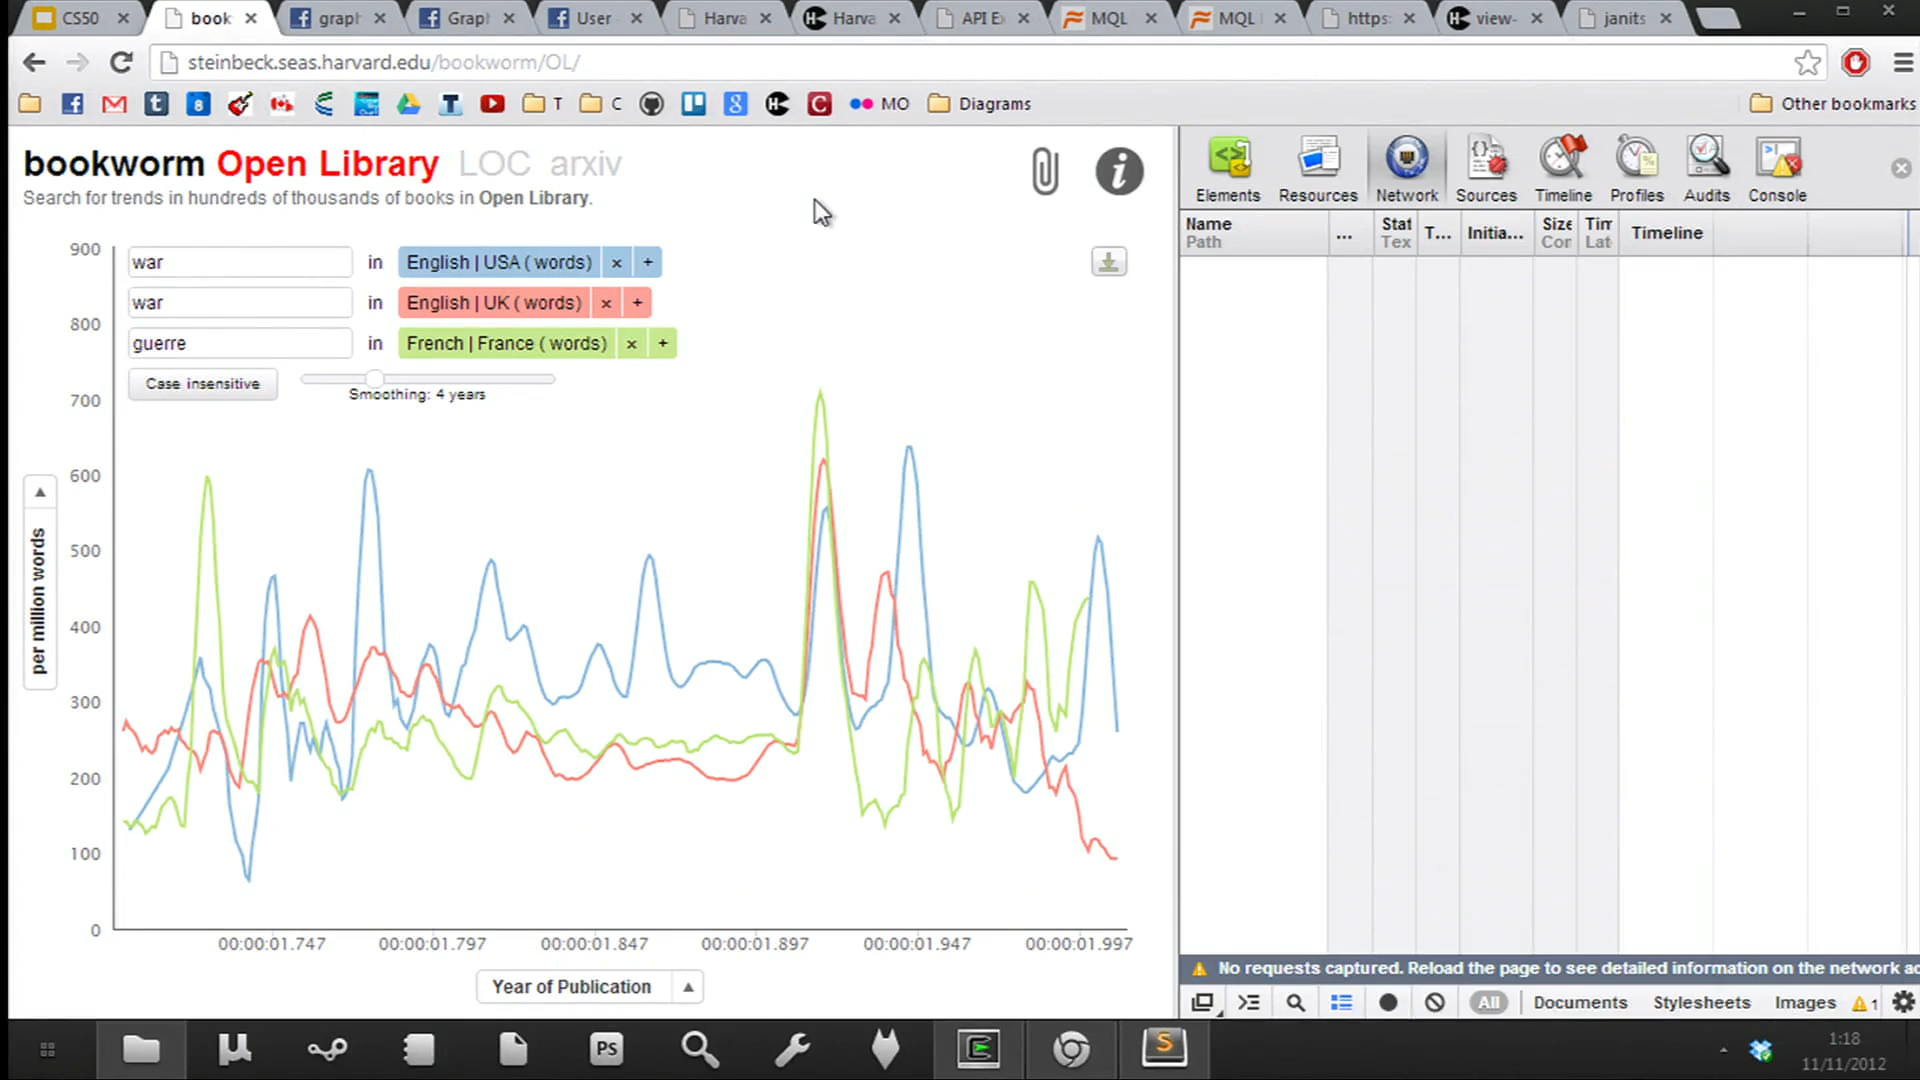 CS50 book graph Graph User Harva Harva API Ex MQL MQL https: view- janits
steinbeck.seas.harvard.edu/bookworm/OL/
T C MO Diagrams Other bookmarks
bookworm Open Library LOC arxiv
Search for trends in hundreds of thousands of books in Open Library.
Elements Resources Network Sources Timeline Profiles Audits Console
Name ... Stat T... Initia... Size Tim Timeline
Path Tex Cor Lat
900
war in English | USA ( words) × +
war in English | UK ( words) × +
800
guerre in French | France ( words) × +
Case insensitive
Smoothing: 4 years
700
600
500
per million words
400
300
200
100
0
00:00:01.747 00:00:01.797 00:00:01.847 00:00:01.897 00:00:01.947 00:00:01.997
Year of Publication
No requests captured. Reload the page to see detailed information on the network ac
All Documents Stylesheets Images 1
Ps
S
1:18
11/11/2012